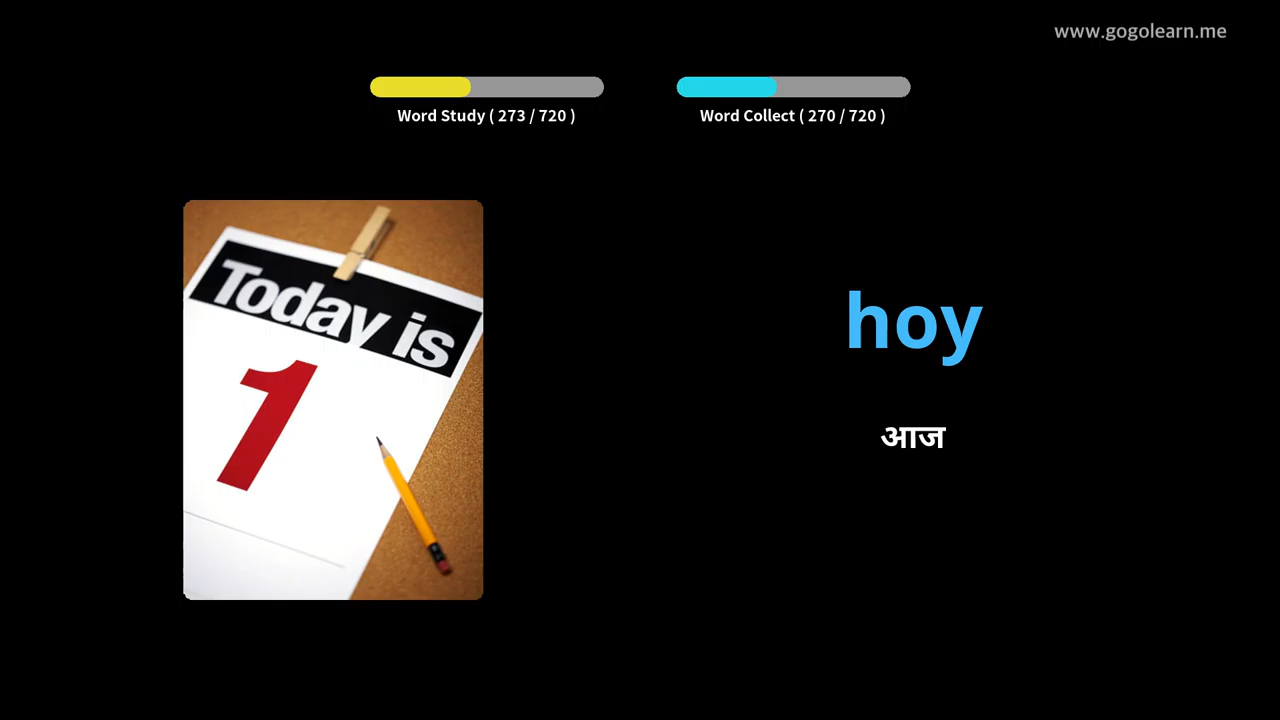 www.gogolearn.me
Word Study ( 273 / 720 )
Word Collect ( 270 / 720 )
Today is
1
hoy
आज